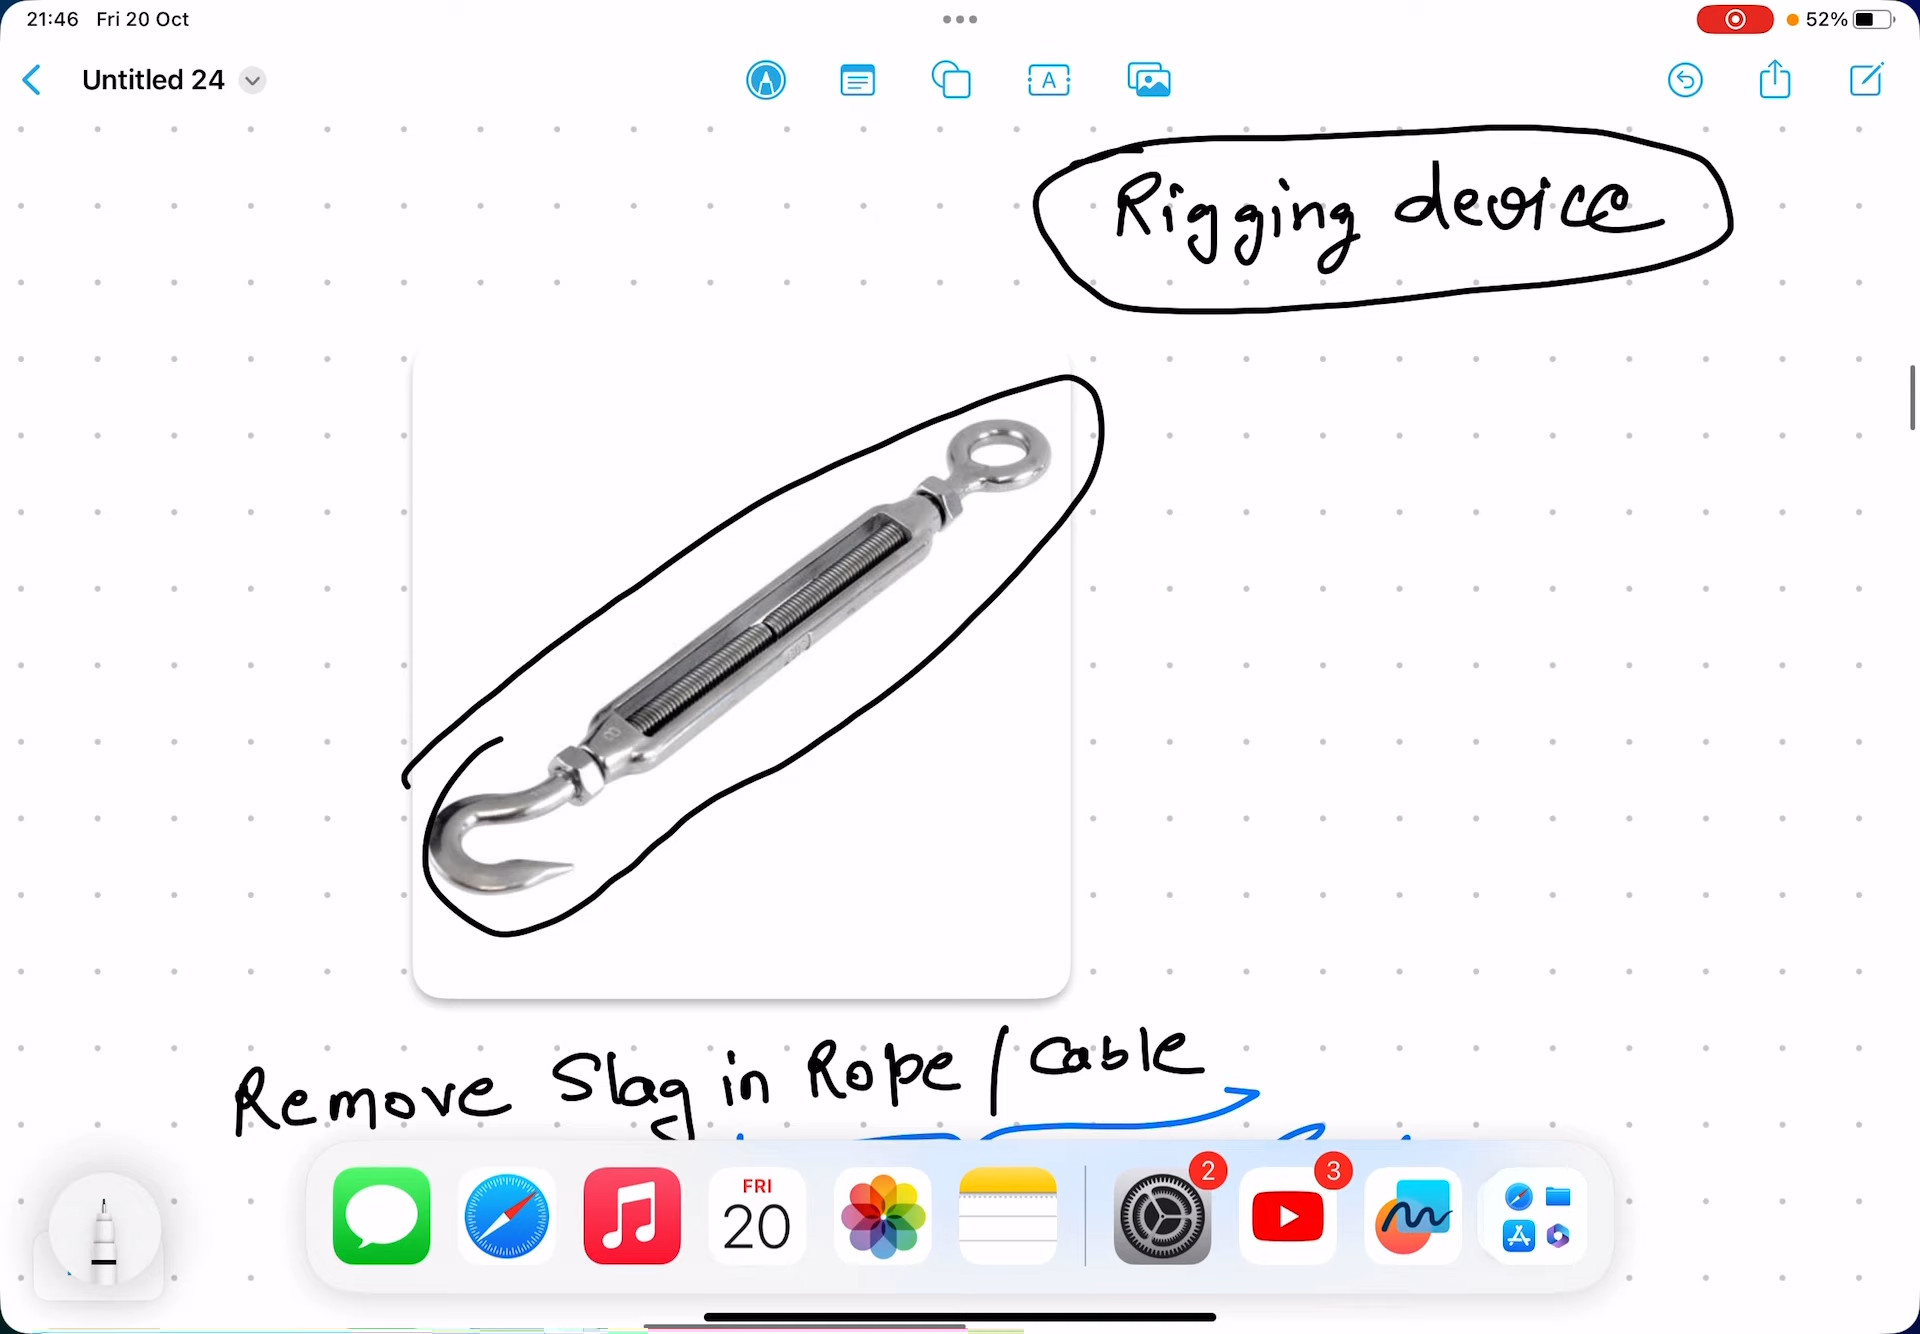 21:46 Fri 20 Oct
52%
Untitled 24
A
Rigging device
8
Remove Slag in Rope / Cable
2
3
FRI
20